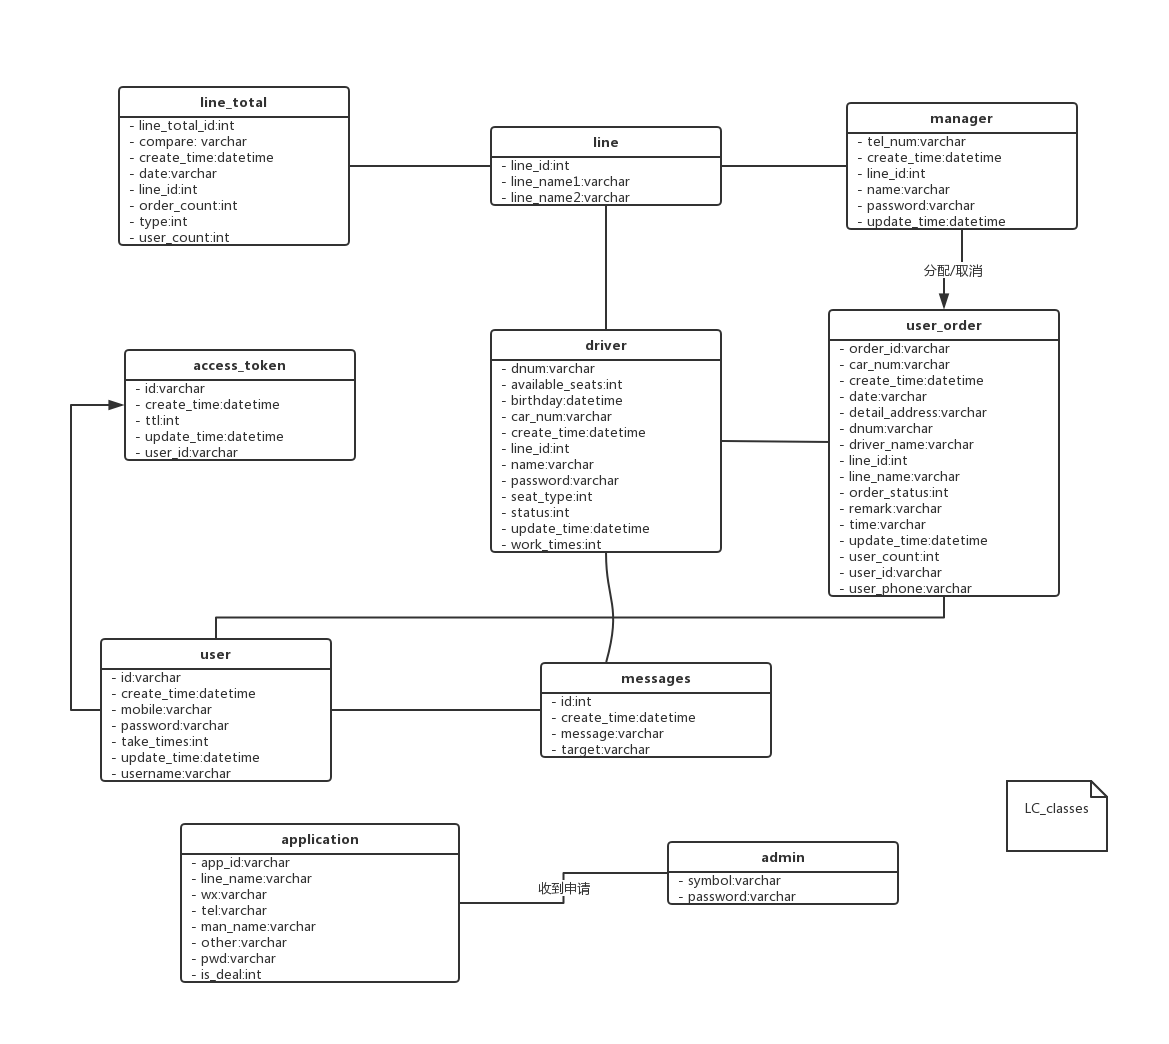 line_total
- line_total_id:int
- compare: varchar
- create_time:datetime
- date:varchar
- line_id:int
- order_count:int
- type:int
- user_count:int
line
- line_id:int
- line_name1:varchar
- line_name2:varchar
manager
- tel_num:varchar
- create_time:datetime
- line_id:int
- name:varchar
- password:varchar
- update_time:datetime
分配/取消
access_token
- id:varchar
- create_time:datetime
- ttl:int
- update_time:datetime
- user_id:varchar
driver
- dnum:varchar
- available_seats:int
- birthday:datetime
- car_num:varchar
- create_time:datetime
- line_id:int
- name:varchar
- password:varchar
- seat_type:int
- status:int
- update_time:datetime
- work_times:int
user_order
- order_id:varchar
- car_num:varchar
- create_time:datetime
- date:varchar
- detail_address:varchar
- dnum:varchar
- driver_name:varchar
- line_id:int
- line_name:varchar
- order_status:int
- remark:varchar
- time:varchar
- update_time:datetime
- user_count:int
- user_id:varchar
- user_phone:varchar
user
- id:varchar
- create_time:datetime
- mobile:varchar
- password:varchar
- take_times:int
- update_time:datetime
- username:varchar
messages
- id:int
- create_time:datetime
- message:varchar
- target:varchar
LC_classes
application
- app_id:varchar
- line_name:varchar
- wx:varchar
- tel:varchar
- man_name:varchar
- other:varchar
- pwd:varchar
- is_deal:int
收到申请
admin
- symbol:varchar
- password:varchar